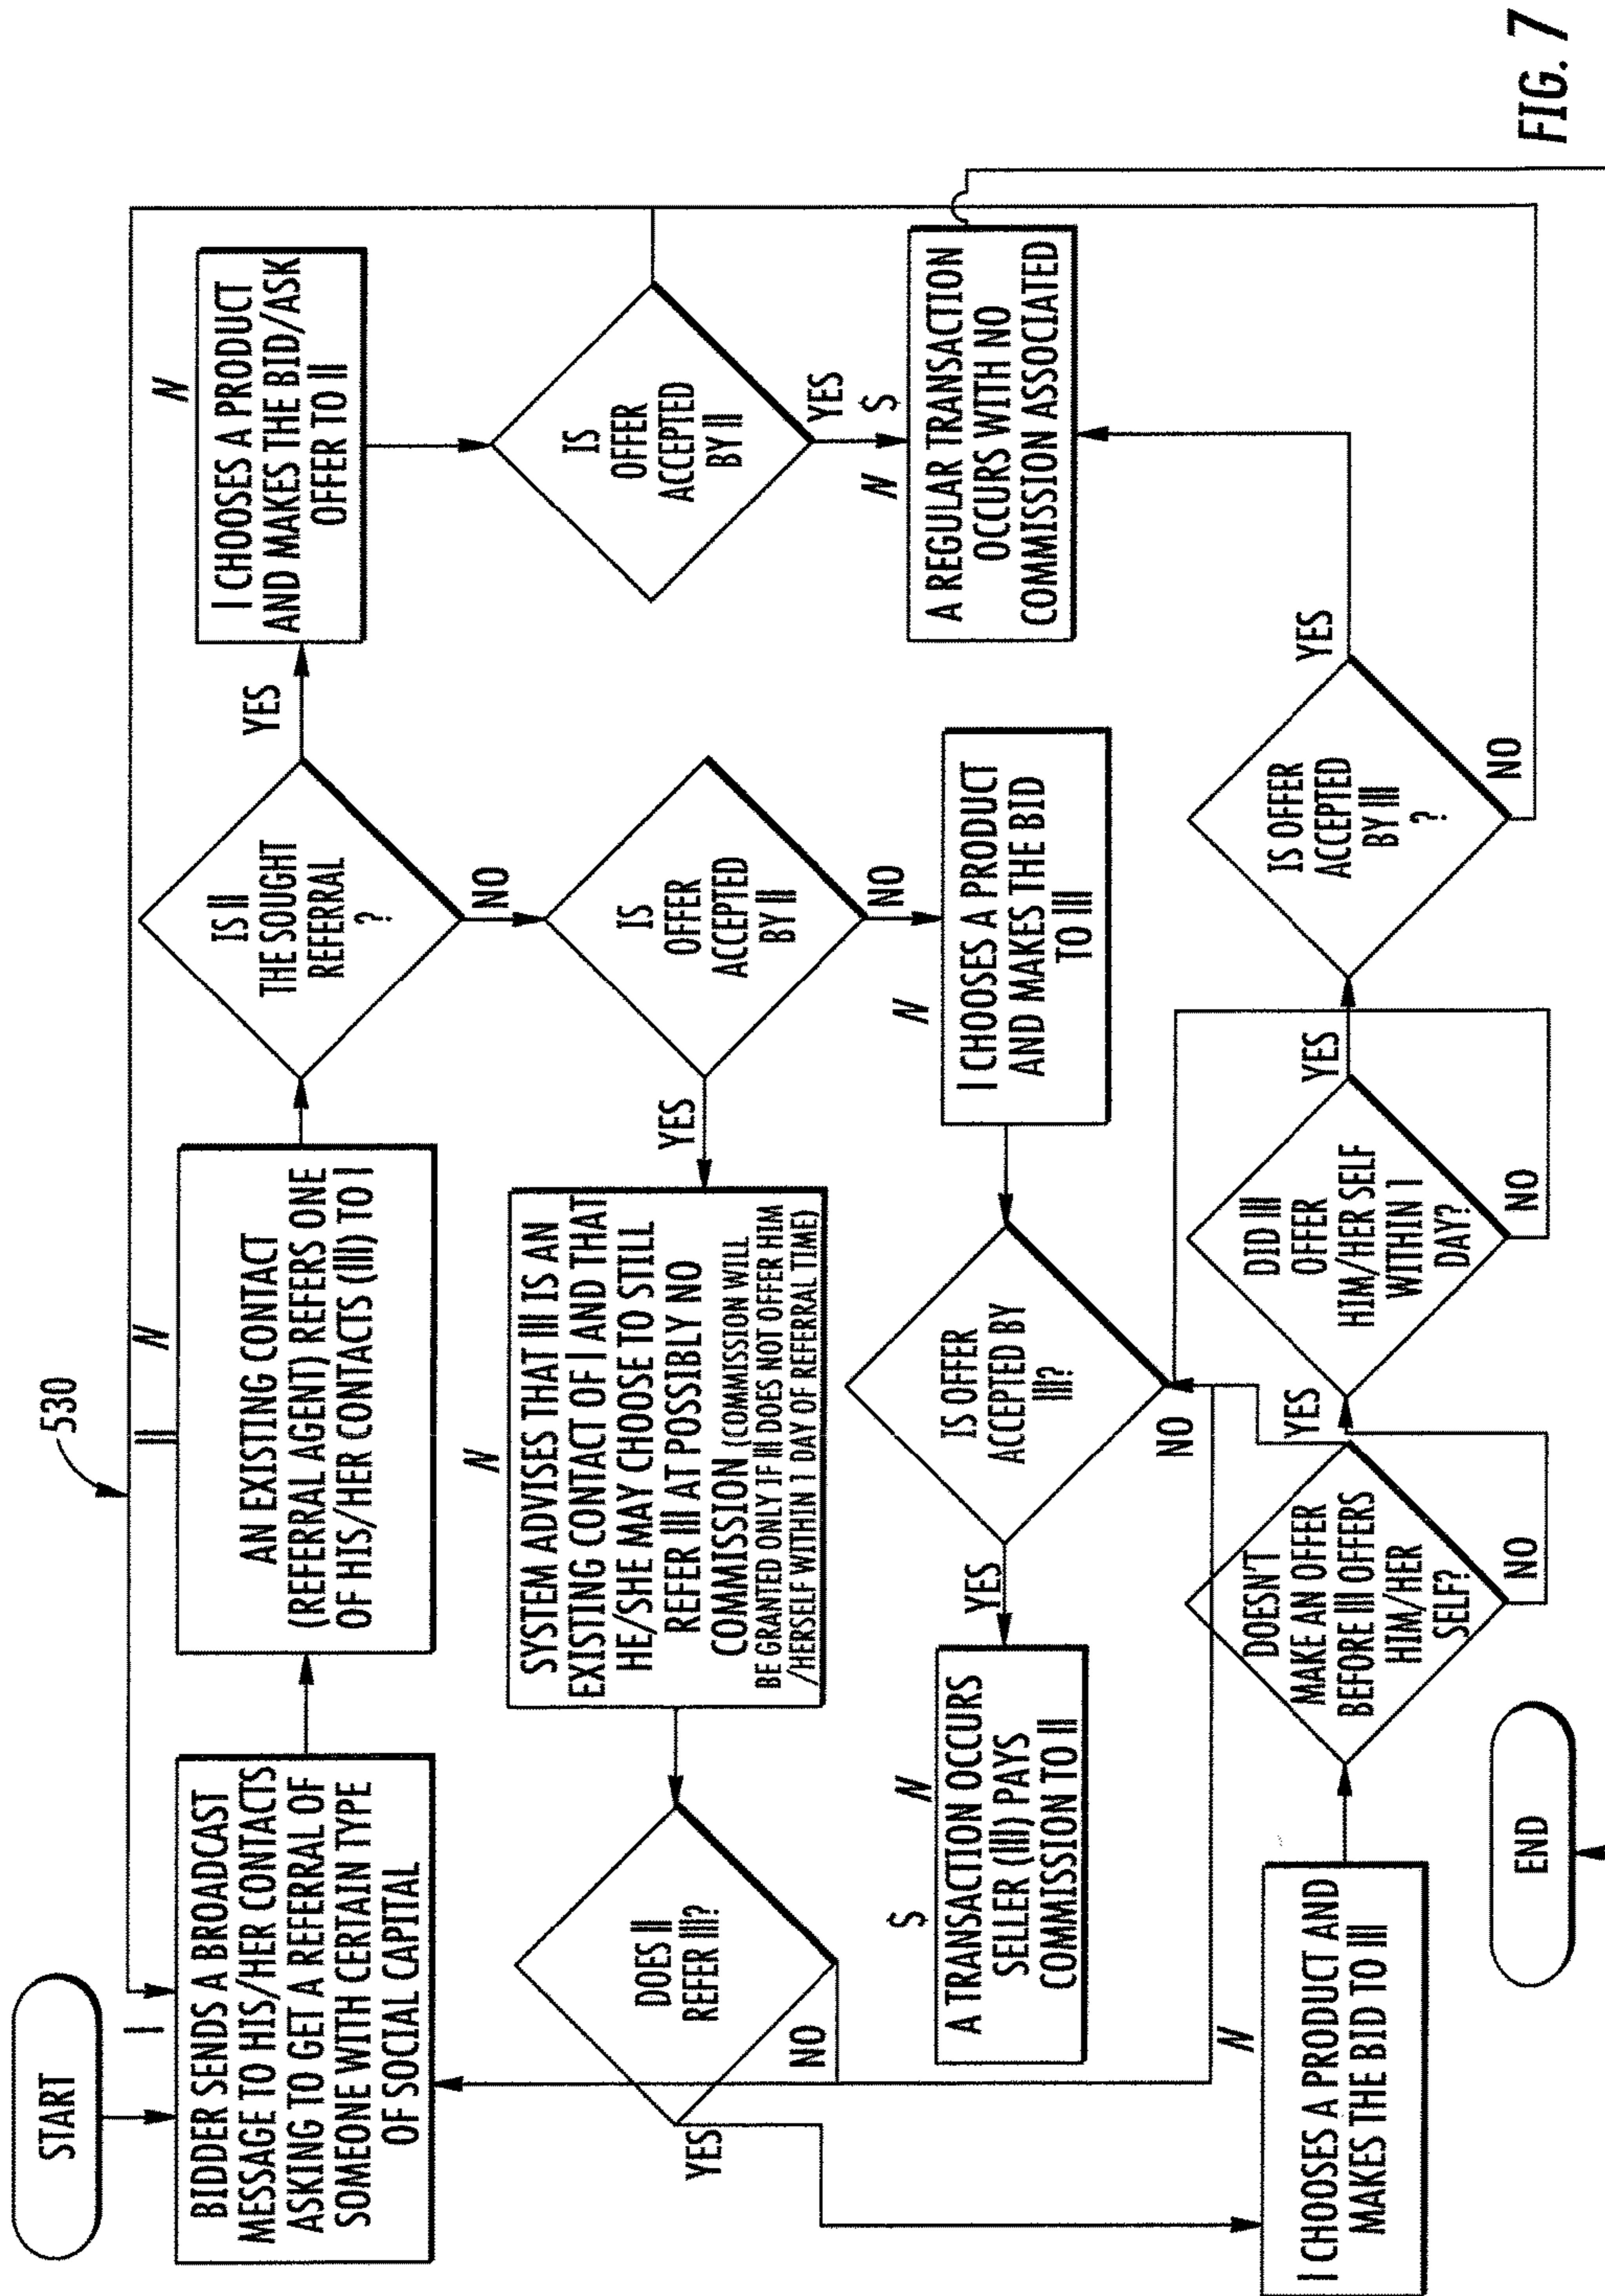 530
START
I
BIDDER SENDS A BROADCAST
MESSAGE TO HIS/HER CONTACTS
ASKING TO GET A REFERRAL OF
SOMEONE WITH CERTAIN TYPE
OF SOCIAL CAPITAL
II
N
AN EXISTING CONTACT
(REFERRAL AGENT) REFERS ONE
OF HIS/HER CONTACTS (III) TO I
IS II
THE SOUGHT
REFERRAL
?
YES
NO
N
I CHOOSES A PRODUCT
AND MAKES THE BID/ASK
OFFER TO II
IS
OFFER
ACCEPTED
BY II
YES
N
$
A REGULAR TRANSACTION
OCCURS WITH NO
COMMISSION ASSOCIATED
IS
OFFER
ACCEPTED
BY II
YES
NO
N
SYSTEM ADVISES THAT III IS AN
EXISTING CONTACT OF I AND THAT
HE/SHE MAY CHOOSE TO STILL
REFER III AT POSSIBLY NO
COMMISSION (COMMISSION WILL
BE GRANTED ONLY IF III DOES NOT OFFER HIM
/HERSELF WITHIN 1 DAY OF REFERRAL TIME)
DOES II
REFER III?
NO
YES
N
I CHOOSES A PRODUCT
AND MAKES THE BID
TO III
IS OFFER
ACCEPTED BY
III?
YES
NO
$
N
A TRANSACTION OCCURS
SELLER (III) PAYS
COMMISSION TO II
N
I CHOOSES A PRODUCT AND
MAKES THE BID TO III
DOESN'T
MAKE AN OFFER
BEFORE III OFFERS
HIM/HER
SELF?
YES
NO
DID III
OFFER
HIM/HER SELF
WITHIN 1
DAY?
YES
NO
IS OFFER
ACCEPTED
BY III
?
YES
NO
END
FIG. 7